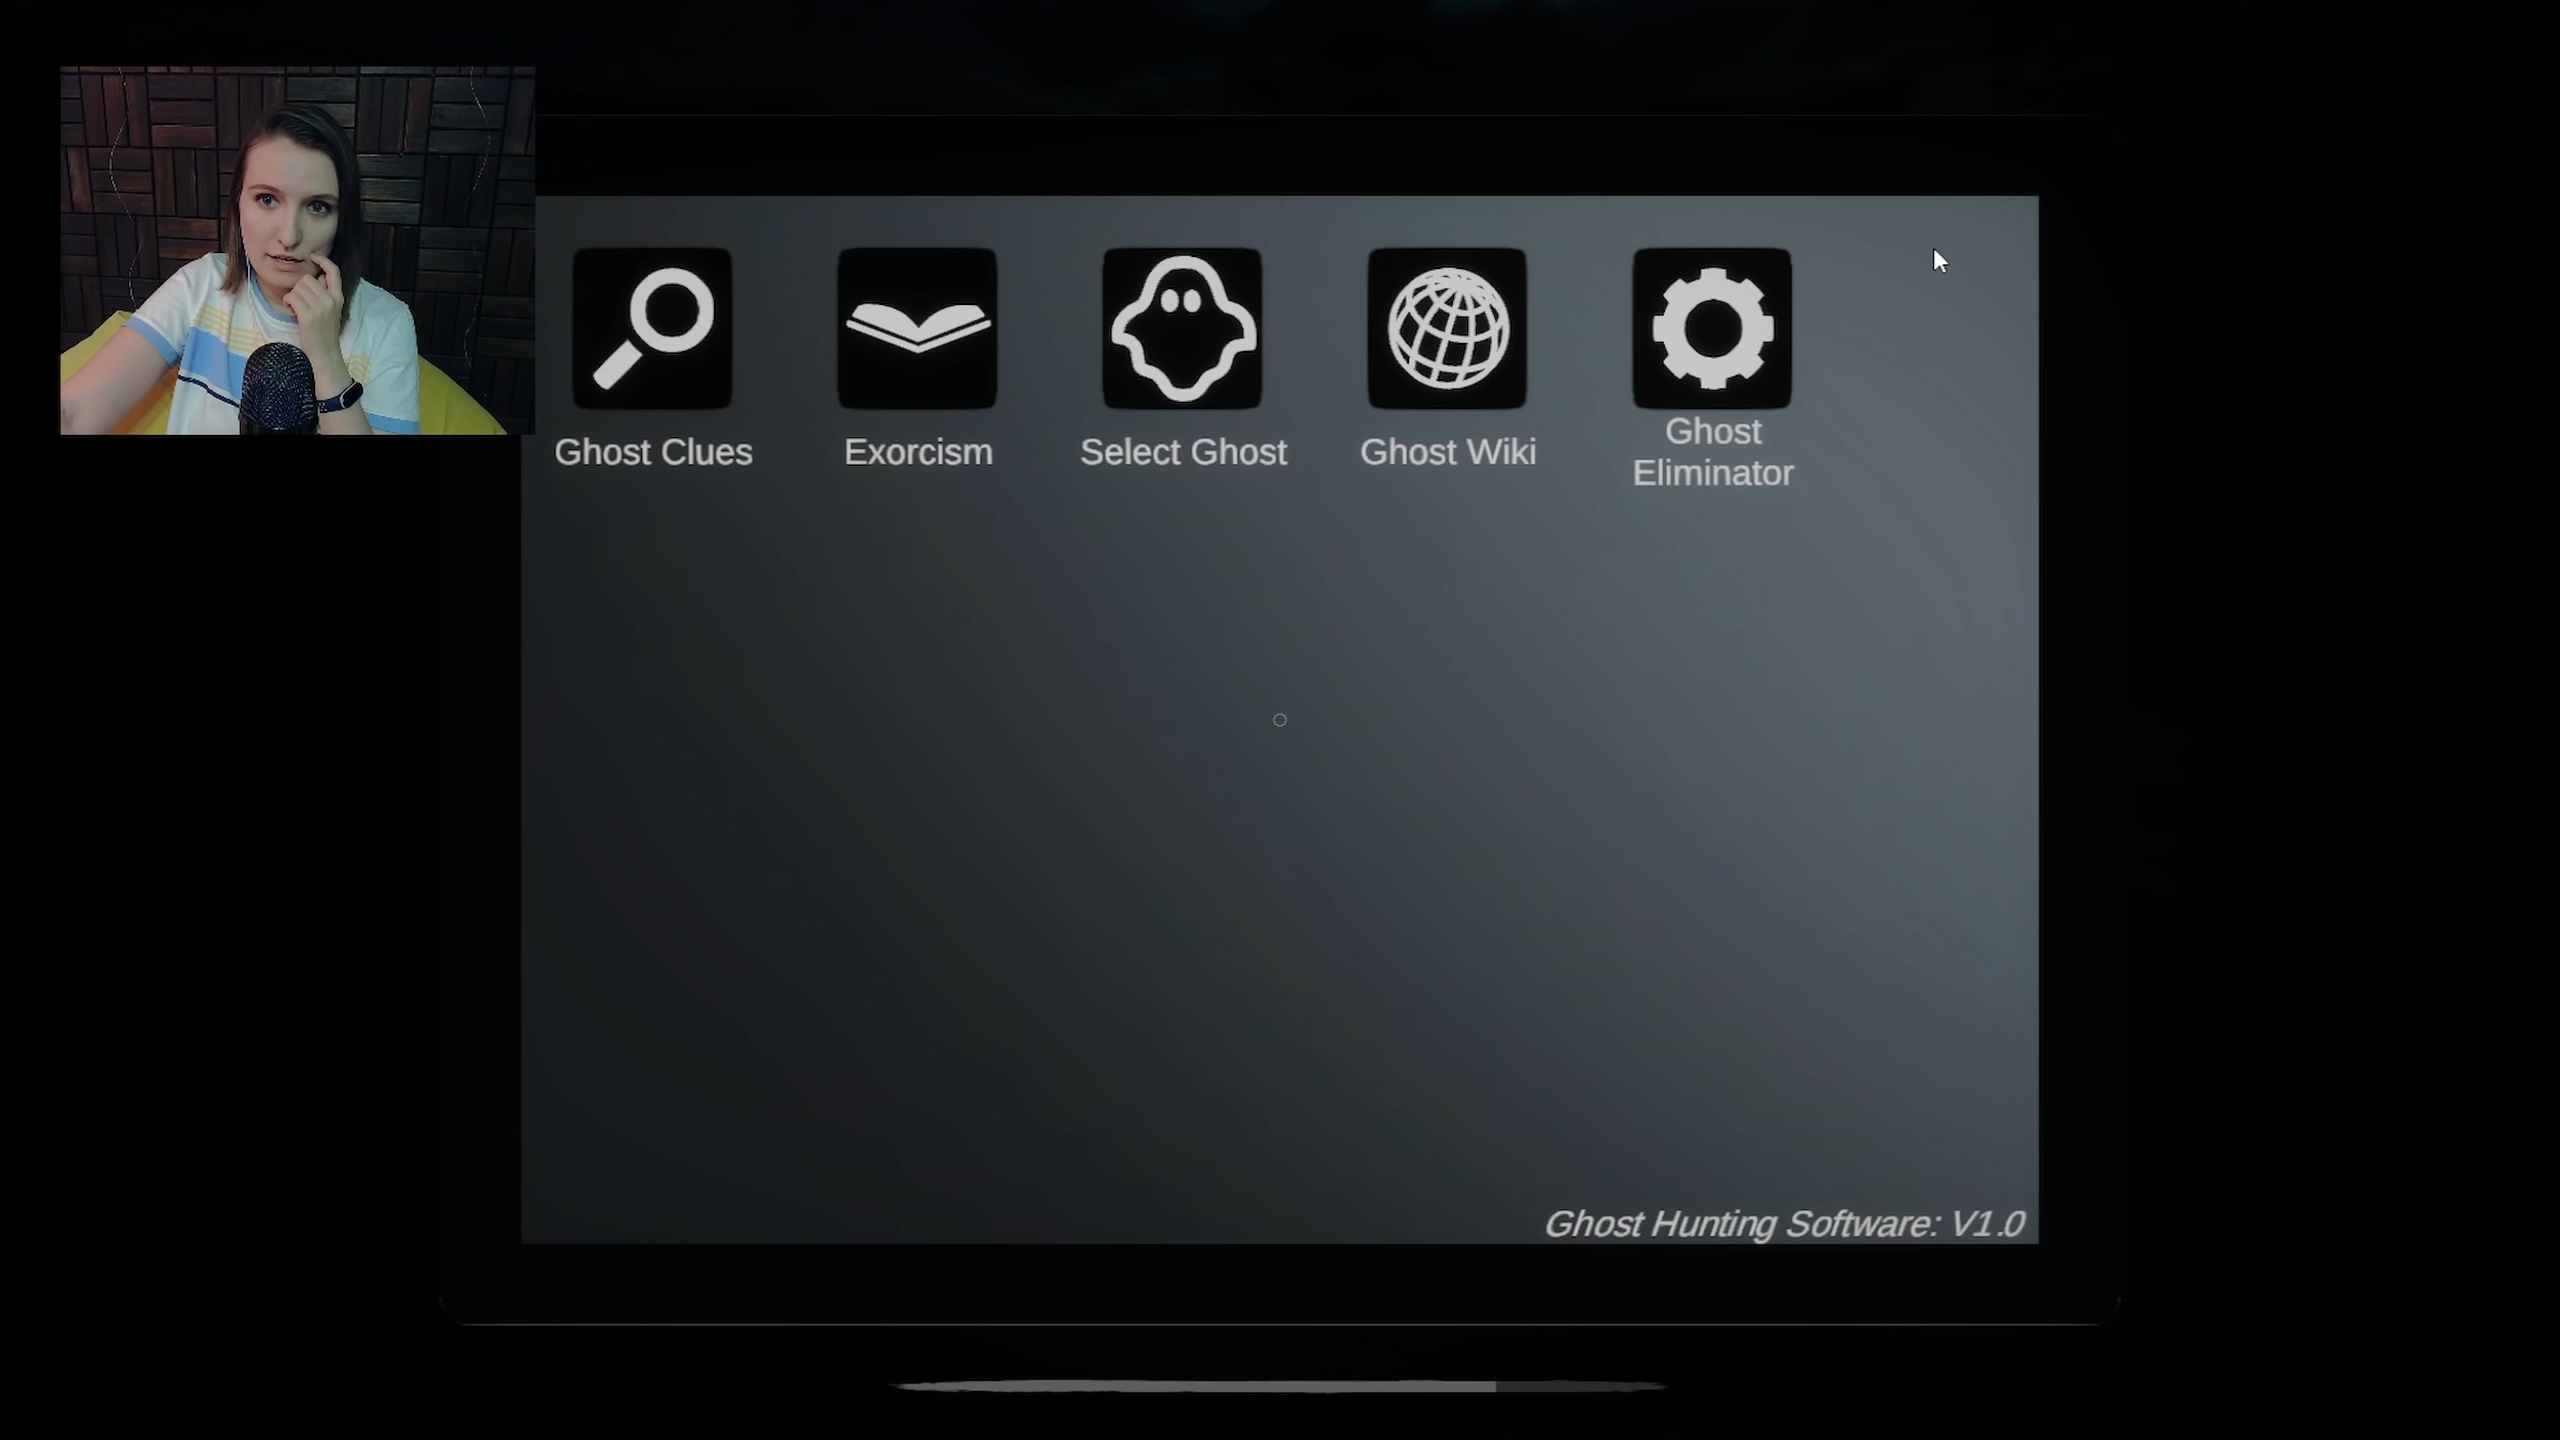 Ghost Clues
Exorcism
Select Ghost
Ghost Wiki
Ghost
Eliminator
Ghost Hunting Software: V1.0